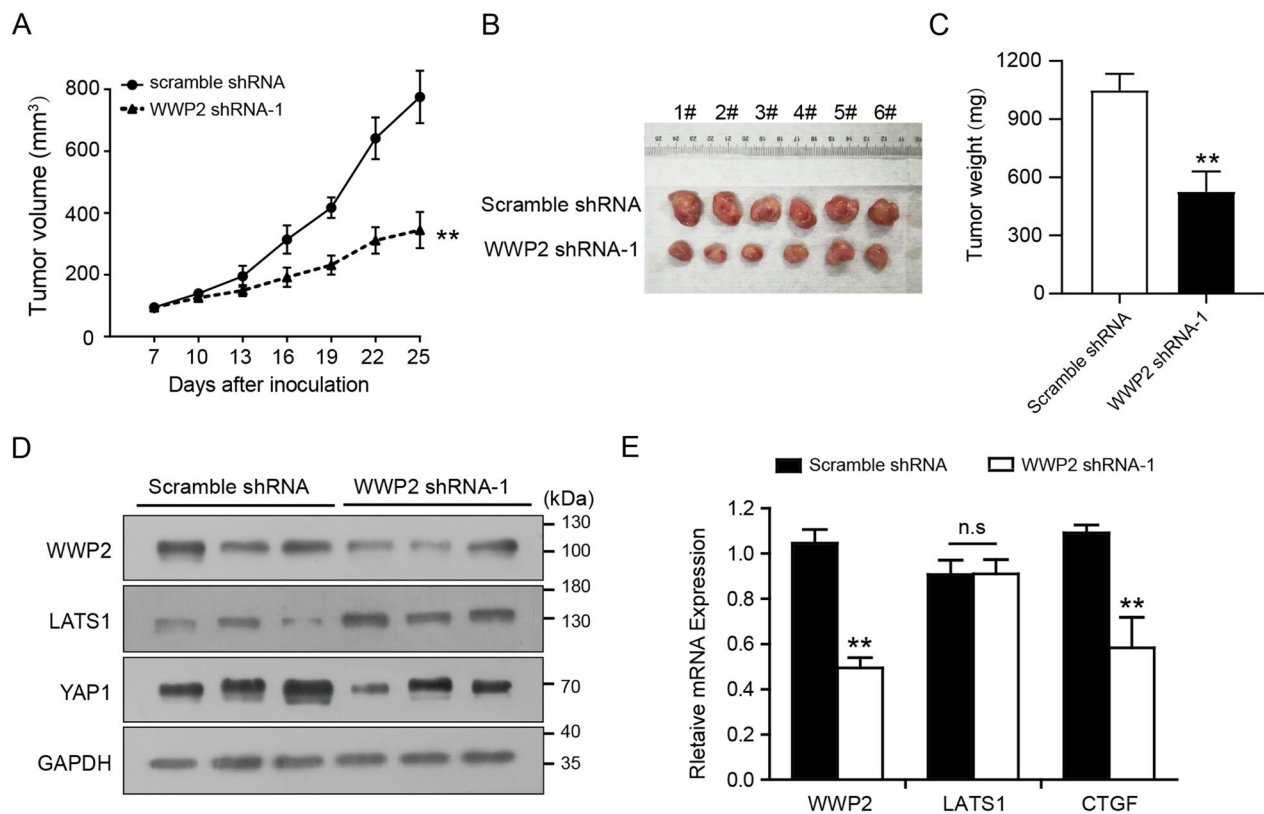 A
Tumor volume (mm³)
scramble shRNA
WWP2 shRNA-1
800
600
400
200
0
**
7 10 13 16 19 22 25
Days after inoculation
B
1# 2# 3# 4# 5# 6#
Scramble shRNA
WWP2 shRNA-1
C
Tumor weight (mg)
1200
900
600
300
0
**
Scramble shRNA
WWP2 shRNA-1
D
Scramble shRNA WWP2 shRNA-1 (kDa)
WWP2
130
100
LATS1
180
130
YAP1
70
GAPDH
40
35
E
Scramble shRNA WWP2 shRNA-1
Rletaive mRNA Expression
1.2
1.0
0.8
0.6
0.4
0.2
0.0
**
n.s
**
WWP2 LATS1 CTGF